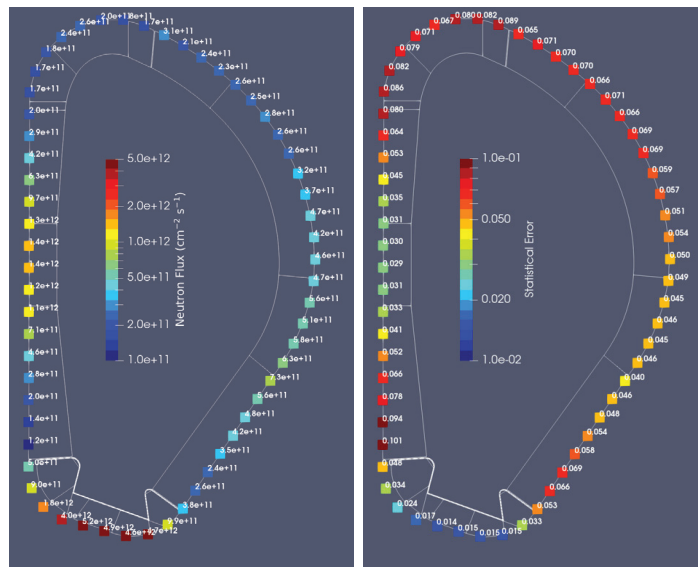 2.6e+11
1.7e+11
2.4e+11
3.1e+11
1.8e+11
2.1e+11
2.4e+11
1.7e+11
2.3e+11
1.7e+11
2.6e+11
2.0e+11
2.5e+11
2.9e+11
2.8e+11
4.2e+11
2.6e+11
6.3e+11
2.6e+11
9.7e+11
3.2e+11
1.3e+12
3.7e+11
1.4e+12
4.7e+11
1.4e+12
4.2e+11
1.2e+12
4.6e+11
1.1e+12
4.7e+11
7.1e+11
5.6e+11
4.6e+11
5.1e+11
2.8e+11
5.8e+11
2.0e+11
6.3e+11
1.4e+11
7.3e+11
1.2e+11
5.6e+11
5.0e+11
4.8e+11
9.0e+11
4.2e+11
1.8e+12
3.5e+11
4.0e+12
2.4e+11
5.2e+12
2.6e+11
4.9e+12
3.8e+11
4.6e+12
9.9e+11
5.0e+12
2.0e+12
1.0e+12
5.0e+11
2.0e+11
1.0e+11
Neutron Flux (cm⁻² s⁻¹)
0.080
0.082
0.067
0.089
0.071
0.065
0.079
0.071
0.082
0.070
0.086
0.070
0.080
0.066
0.064
0.071
0.053
0.066
0.045
0.069
0.035
0.069
0.031
0.059
0.030
0.057
0.029
0.051
0.031
0.054
0.033
0.050
0.041
0.049
0.052
0.045
0.066
0.046
0.078
0.045
0.094
0.046
0.101
0.040
0.048
0.046
0.034
0.048
0.024
0.054
0.017
0.058
0.014
0.069
0.015
0.066
0.015
0.053
0.015
0.033
1.0e-01
0.050
0.020
1.0e-02
Statistical Error